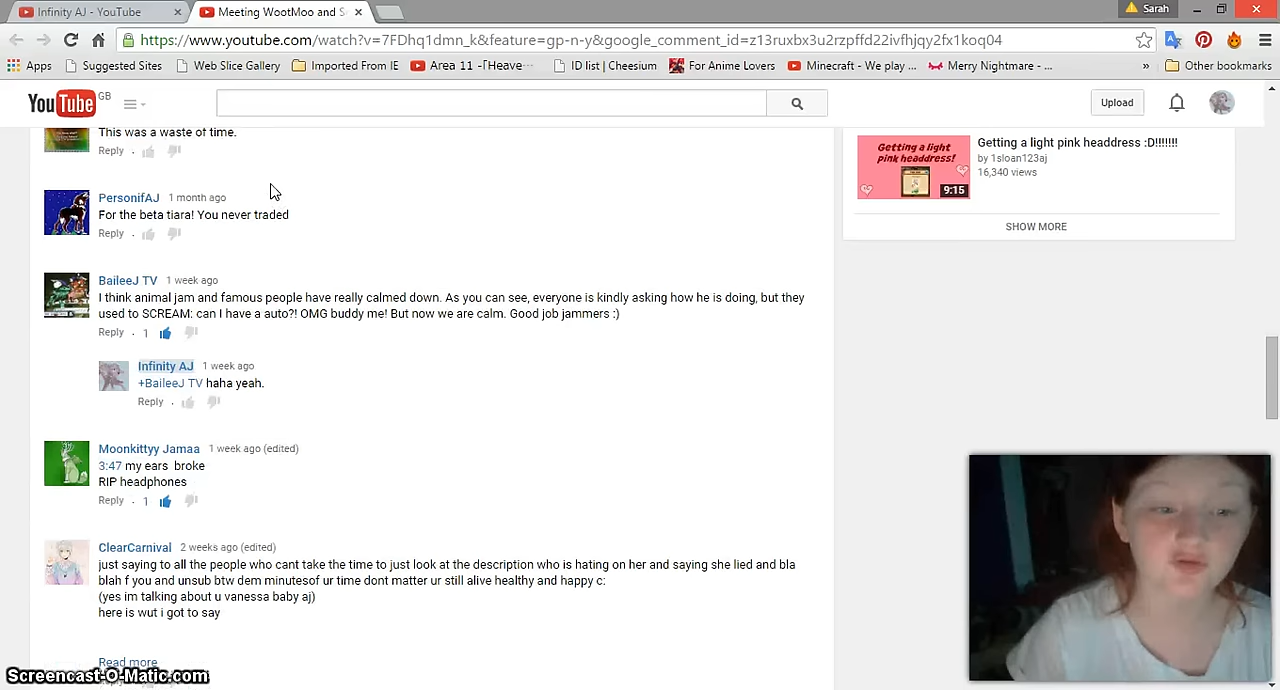 Infinity AJ - YouTube
Meeting WootMoo and S
Sarah
https://www.youtube.com/watch?v=7FDhq1dmn_k&feature=gp-n-y&google_comment_id=z13ruxbx3u2rzpffd22ivfhjqy2fx1koq04
Apps Suggested Sites Web Slice Gallery Imported From IE Area 11 - [Heave ID list | Cheesium For Anime Lovers Minecraft - We play ... Merry Nightmare - ... » Other bookmarks
YouTube GB
Upload
This was a waste of time.
Reply
PersonifAJ 1 month ago
For the beta tiara! You never traded
Reply
BaileeJ TV 1 week ago
I think animal jam and famous people have really calmed down. As you can see, everyone is kindly asking how he is doing, but they
used to SCREAM: can I have a auto?! OMG buddy me! But now we are calm. Good job jammers :)
Reply · 1
Infinity AJ 1 week ago
+BaileeJ TV haha yeah.
Reply ·
Moonkittyy Jamaa 1 week ago (edited)
3:47 my ears broke
RIP headphones
Reply · 1
ClearCarnival 2 weeks ago (edited)
just saying to all the people who cant take the time to just look at the description who is hating on her and saying she lied and bla
blah f you and unsub btw dem minutesof ur time dont matter ur still alive healthy and happy c:
(yes im talking about u vanessa baby aj)
here is wut i got to say
Read more
Getting a light
pink headdress!
9:15
Getting a light pink headdress :D!!!!!!!
by 1sloan123aj
16,340 views
SHOW MORE
Screencast-O-Matic.com